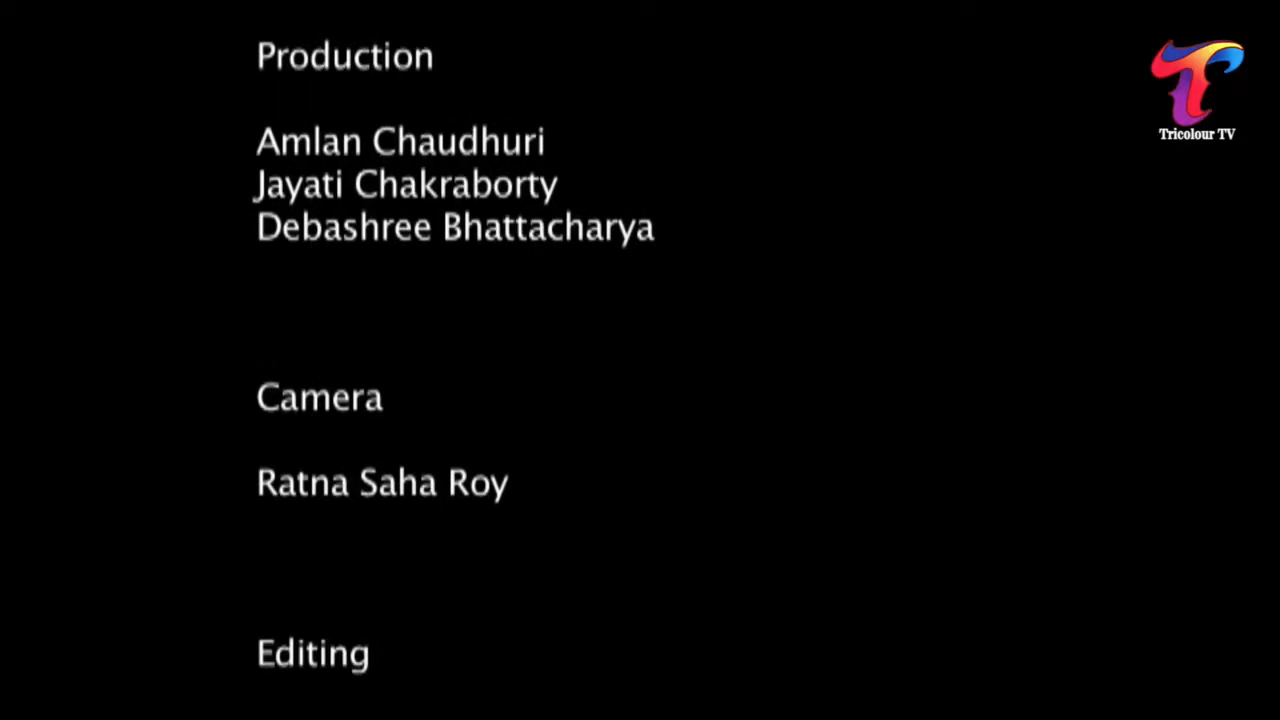 Production
Amlan Chaudhuri
Jayati Chakraborty
Debashree Bhattacharya
Camera
Ratna Saha Roy
Editing
Tricolour TV